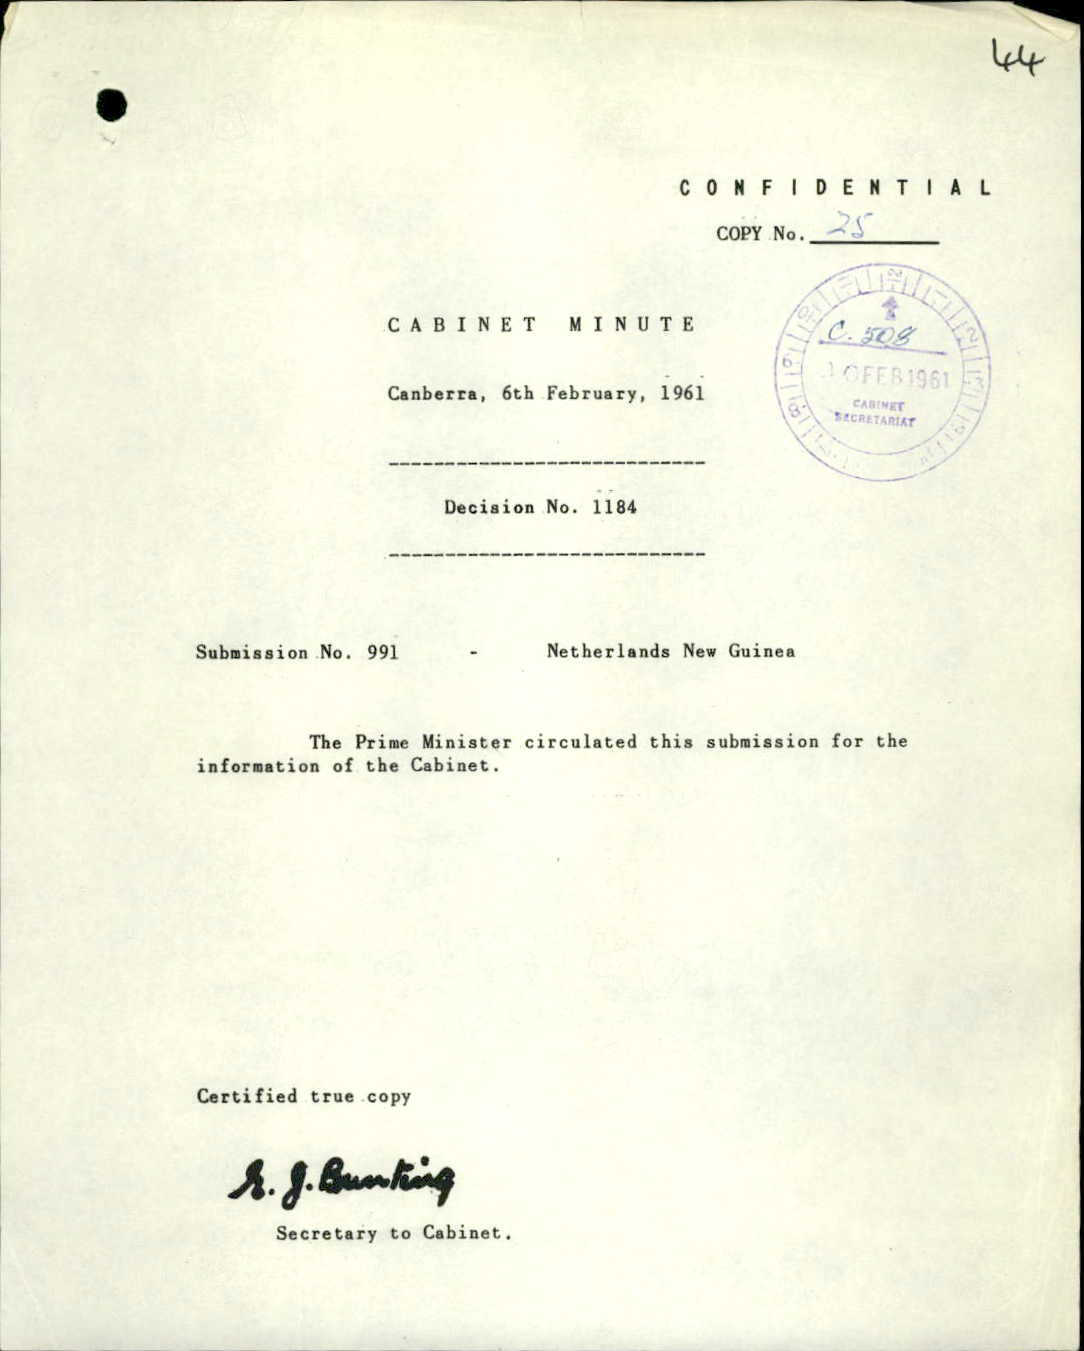 44
CONFIDENTIAL
COPY No. 25
CABINET MINUTE
C. 508
10 FEB 1961
CABINET
SECRETARIAT
Canberra, 6th February, 1961
Decision No. 1184
Submission No. 991 - Netherlands New Guinea
The Prime Minister circulated this submission for the
information of the Cabinet.
Certified true copy
E. J. Bunting
Secretary to Cabinet.